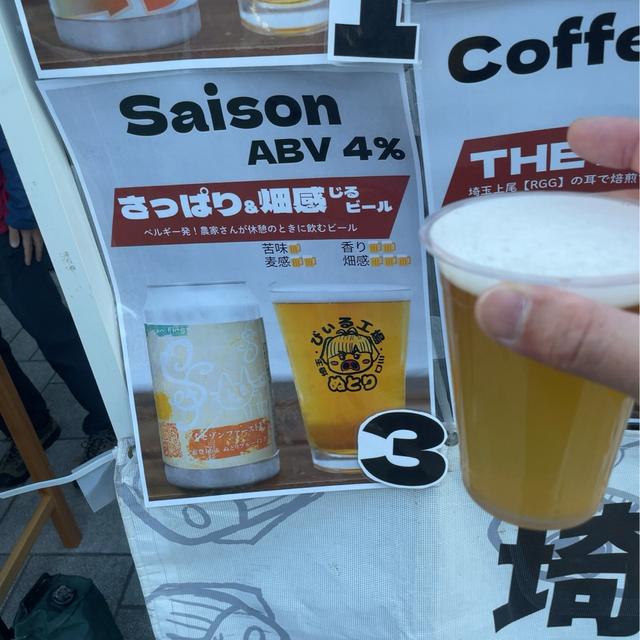 1
Saison
ABV 4%
さっぱり&畑感じるビール
ベルギー発！農家さんが休憩のときに飲むビール
苦味 香り
麦感 畑感
びぃる工場
ぬとり
3
Coffe
THE
埼玉上尾【RGG】の耳で焙煎
埼